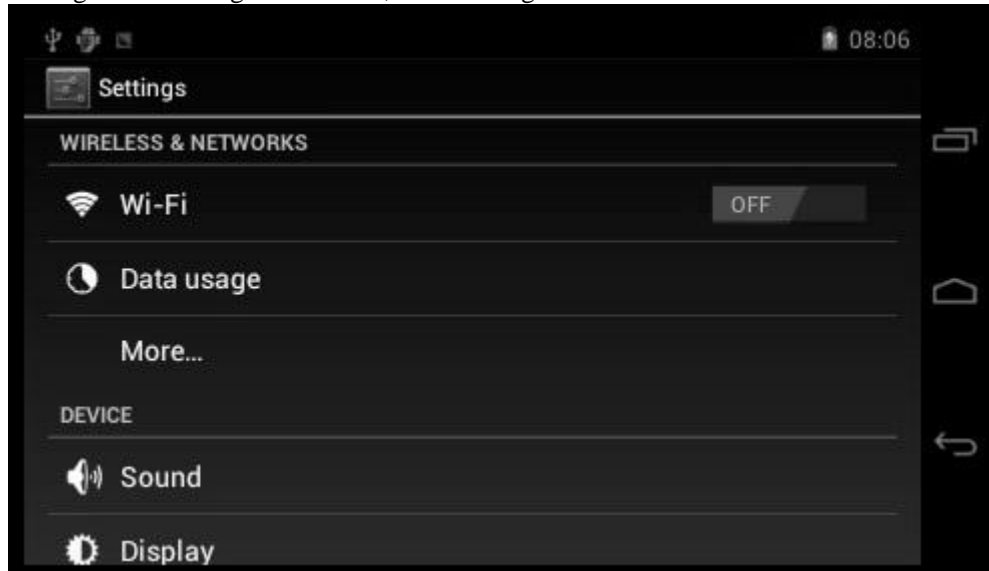 08:06
Settings
WIRELESS & NETWORKS
Wi-Fi
OFF
Data usage
More...
DEVICE
Sound
Display